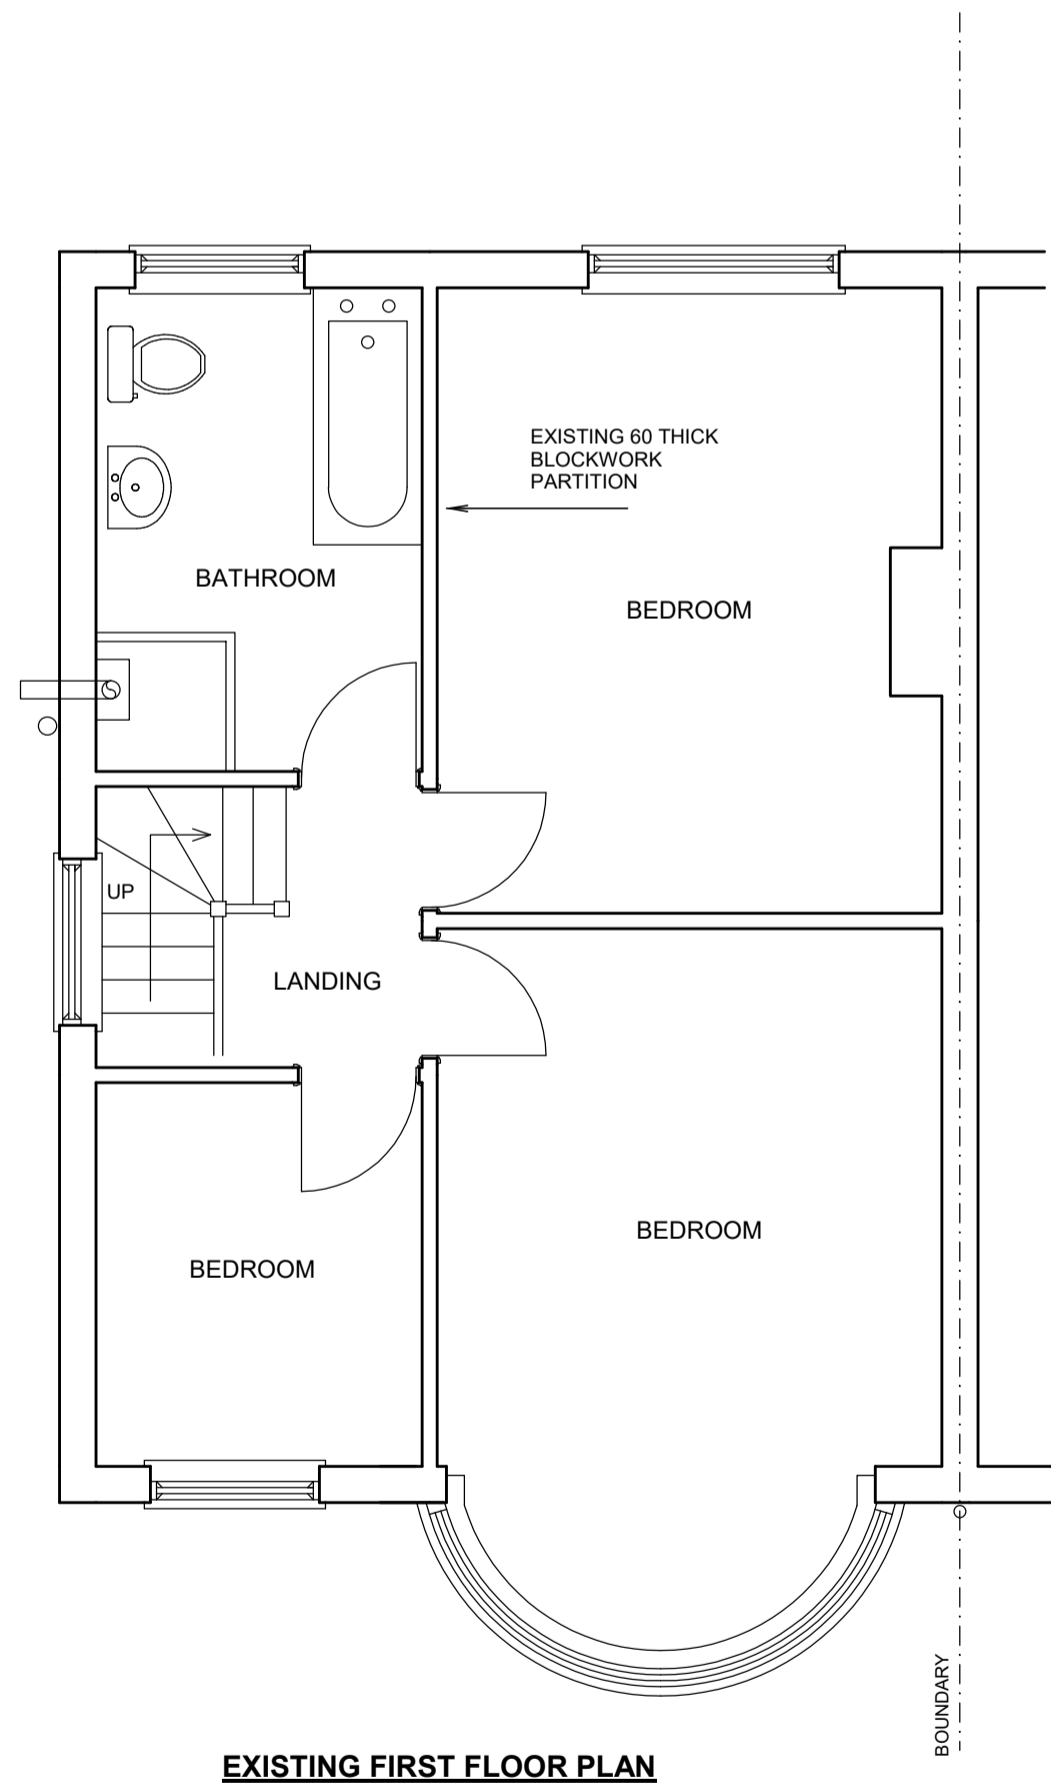 EXISTING 60 THICK
BLOCKWORK
PARTITION
BATHROOM
BEDROOM
UP
LANDING
BEDROOM
BEDROOM
BOUNDARY
EXISTING FIRST FLOOR PLAN